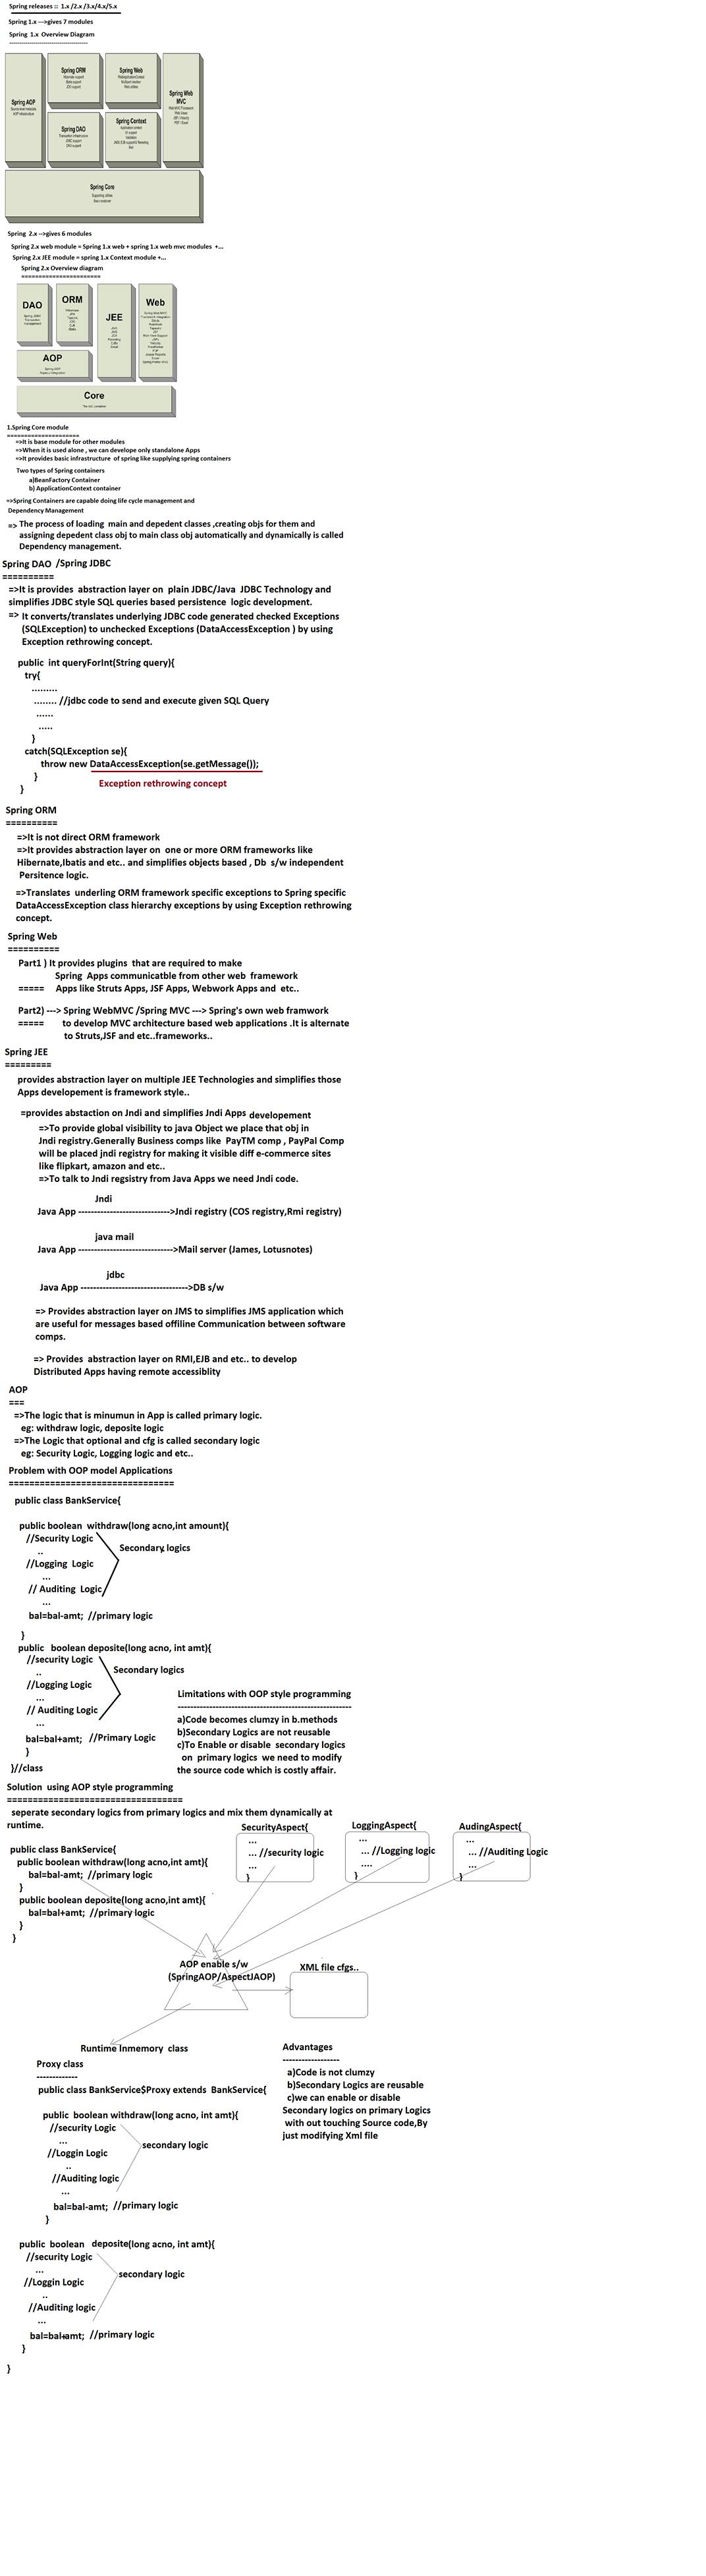 Spring releases :: 1.x /2.x /3.x/4.x/5.x
Spring 1.x --->gives 7 modules
Spring 1.x Overview Diagram
-------------------------------------
Spring AOP
Source-level metadata
AOP infrastructure
Spring ORM
Hibernate support
iBatis support
JDO support
Spring Web
WebApplicationContext
Multipart resolver
Web utilities
Spring Web
MVC
Web MVC Framework
Web Views
JSP / Velocity
PDF / Excel
Spring DAO
Transaction infrastructure
JDBC support
DAO support
Spring Context
Application context
UI support
Validation
JNDI, EJB support & Remoting
Mail
Spring Core
Supporting utilities
Bean container
Spring 2.x -->gives 6 modules
Spring 2.x web module = Spring 1.x web + spring 1.x web mvc modules +...
Spring 2.x JEE module = spring 1.x Context module +...
Spring 2.x Overview diagram
=======================
DAO
Spring JDBC
Transaction
management
ORM
Hibernate
JPA
TopLink
JDO
OJB
iBatis
JEE
JMX
JMS
JCA
Remoting
EJBs
Email
Web
Spring Web MVC
Framework Integration
Struts
WebWork
Tapestry
JSF
Rich View Support
JSPs
Velocity
FreeMarker
PDF
Jasper Reports
Excel
Spring Portlet MVC
AOP
Spring AOP
AspectJ integration
Core
The IoC container
1.Spring Core module
=====================
=>It is base module for other modules
=>When it is used alone , we can develope only standalone Apps
=>It provides basic infrastructure of spring like supplying spring containers
Two types of Spring containers
a)BeanFactory Container
b) ApplicationContext container
=>Spring Containers are capable doing life cycle management and
Dependency Management
=> The process of loading main and depedent classes ,creating objs for them and
assigning depedent class obj to main class obj automatically and dynamically is called
Dependency management.
Spring DAO /Spring JDBC
==========
=>It is provides abstraction layer on plain JDBC/Java JDBC Technology and
simplifies JDBC style SQL queries based persistence logic development.
=> It converts/translates underlying JDBC code generated checked Exceptions
(SQLException) to unchecked Exceptions (DataAccessException ) by using
Exception rethrowing concept.
public int queryForInt(String query){
try{
.........
........ //jdbc code to send and execute given SQL Query
......
.....
}
catch(SQLException se){
throw new DataAccessException(se.getMessage());
}
Exception rethrowing concept
}
Spring ORM
==========
=>It is not direct ORM framework
=>It provides abstraction layer on one or more ORM frameworks like
Hibernate,Ibatis and etc.. and simplifies objects based , Db s/w independent
Persitence logic.
=>Translates underling ORM framework specific exceptions to Spring specific
DataAccessException class hierarchy exceptions by using Exception rethrowing
concept.
Spring Web
==========
Part1 ) It provides plugins that are required to make
Spring Apps communicatble from other web framework
===== Apps like Struts Apps, JSF Apps, Webwork Apps and etc..
Part2) ---> Spring WebMVC /Spring MVC ---> Spring's own web framwork
===== to develop MVC architecture based web applications .It is alternate
to Struts,JSF and etc..frameworks..
Spring JEE
=========
provides abstraction layer on multiple JEE Technologies and simplifies those
Apps developement is framework style..
=provides abstaction on Jndi and simplifies Jndi Apps developement
=>To provide global visibility to java Object we place that obj in
Jndi registry.Generally Business comps like PayTM comp , PayPal Comp
will be placed jndi registry for making it visible diff e-commerce sites
like flipkart, amazon and etc..
=>To talk to Jndi regsistry from Java Apps we need Jndi code.
Jndi
Java App ----------------------------->Jndi registry (COS registry,Rmi registry)
java mail
Java App ------------------------------>Mail server (James, Lotusnotes)
jdbc
Java App ---------------------------------->DB s/w
=> Provides abstraction layer on JMS to simplifies JMS application which
are useful for messages based offiline Communication between software
comps.
=> Provides abstraction layer on RMI,EJB and etc.. to develop
Distributed Apps having remote accessiblity
AOP
===
=>The logic that is minumun in App is called primary logic.
eg: withdraw logic, deposite logic
=>The Logic that optional and cfg is called secondary logic
eg: Security Logic, Logging logic and etc..
Problem with OOP model Applications
================================
public class BankService{
public boolean withdraw(long acno,int amount){
//Security Logic
..
Secondary logics
//Logging Logic
...
// Auditing Logic
...
bal=bal-amt; //primary logic
}
public boolean deposite(long acno, int amt){
//security Logic
..
Secondary logics
//Logging Logic
...
// Auditing Logic
...
bal=bal+amt; //Primary Logic
}
}//class
Limitations with OOP style programming
-------------------------------------------------------
a)Code becomes clumzy in b.methods
b)Secondary Logics are not reusable
c)To Enable or disable secondary logics
on primary logics we need to modify
the source code which is costly affair.
Solution using AOP style programming
==================================
seperate secondary logics from primary logics and mix them dynamically at
runtime.
SecurityAspect{
...
... //security logic
...
}
LoggingAspect{
...
... //Logging logic
....
}
AudingAspect{
...
... //Auditing Logic
...
}
public class BankService{
public boolean withdraw(long acno,int amt){
bal=bal-amt; //primary logic
}
public boolean deposite(long acno,int amt){
bal=bal+amt; //primary logic
}
}
AOP enable s/w
(SpringAOP/AspectJAOP)
XML file cfgs..
Runtime Inmemory class
Proxy class
-------------
public class BankService$Proxy extends BankService{
public boolean withdraw(long acno, int amt){
//security Logic
...
secondary logic
//Loggin Logic
..
//Auditing logic
...
bal=bal-amt; //primary logic
}
Advantages
------------------
a)Code is not clumzy
b)Secondary Logics are reusable
c)we can enable or disable
Secondary logics on primary Logics
with out touching Source code,By
just modifying Xml file
public boolean deposite(long acno, int amt){
//security Logic
...
secondary logic
//Loggin Logic
..
//Auditing logic
...
bal=bal+amt; //primary logic
}
}